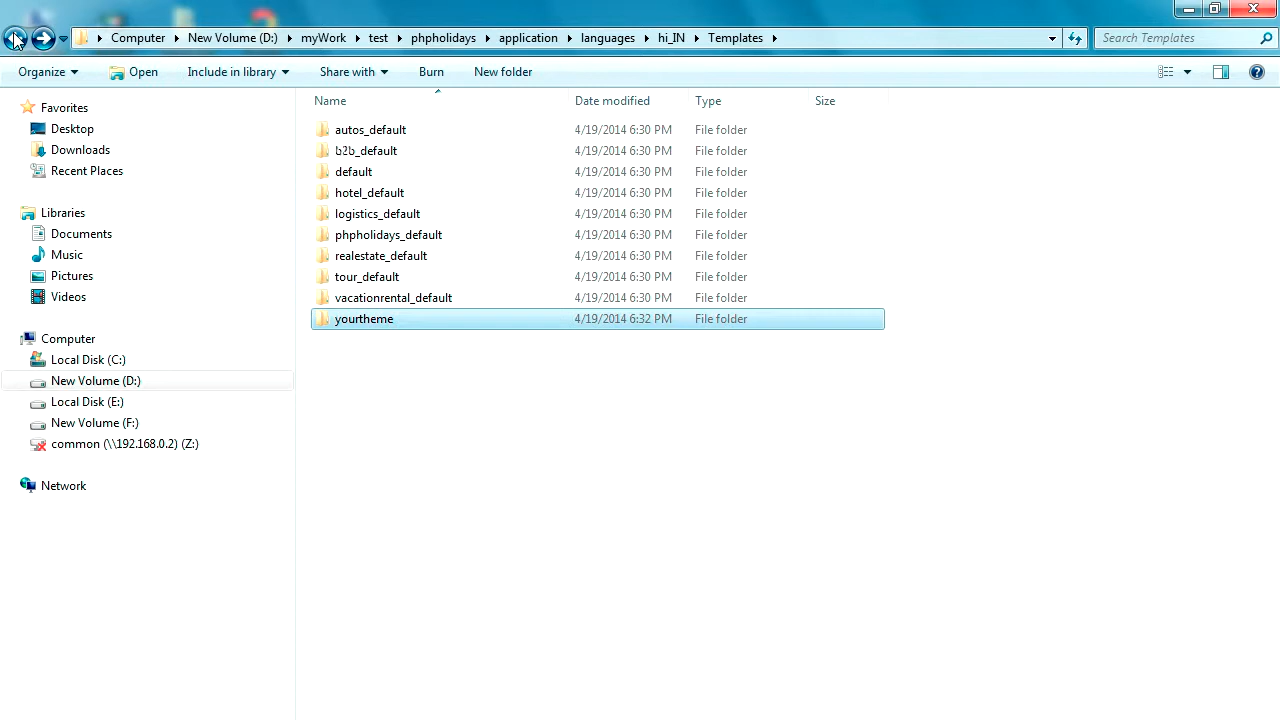 Computer New Volume (D:) myWork test phpholidays application languages hi_IN Templates Search Templates
Organize Open Include in library Share with Burn New folder
Favorites
Desktop
Downloads
Recent Places
Libraries
Documents
Music
Pictures
Videos
Computer
Local Disk (C:)
New Volume (D:)
Local Disk (E:)
New Volume (F:)
common (\\192.168.0.2) (Z:)
Network
Name Date modified Type Size
autos_default 4/19/2014 6:30 PM File folder
b2b_default 4/19/2014 6:30 PM File folder
default 4/19/2014 6:30 PM File folder
hotel_default 4/19/2014 6:30 PM File folder
logistics_default 4/19/2014 6:30 PM File folder
phpholidays_default 4/19/2014 6:30 PM File folder
realestate_default 4/19/2014 6:30 PM File folder
tour_default 4/19/2014 6:30 PM File folder
vacationrental_default 4/19/2014 6:30 PM File folder
yourtheme 4/19/2014 6:32 PM File folder